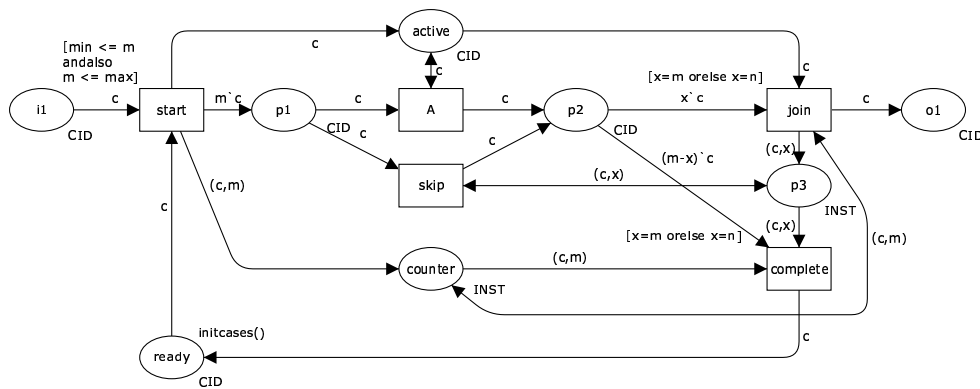 active
c
CID
[min <= m
andalso
m <= max]
c
c
[x=m orelse x=n]
i1
c
start
m`c
p1
c
A
c
p2
x`c
join
c
o1
CID
CID
c
c
CID
(m-x)`c
(c,x)
CID
(c,m)
skip
(c,x)
p3
c
INST
[x=m orelse x=n]
(c,x)
(c,m)
counter
(c,m)
complete
INST
initcases()
c
ready
CID